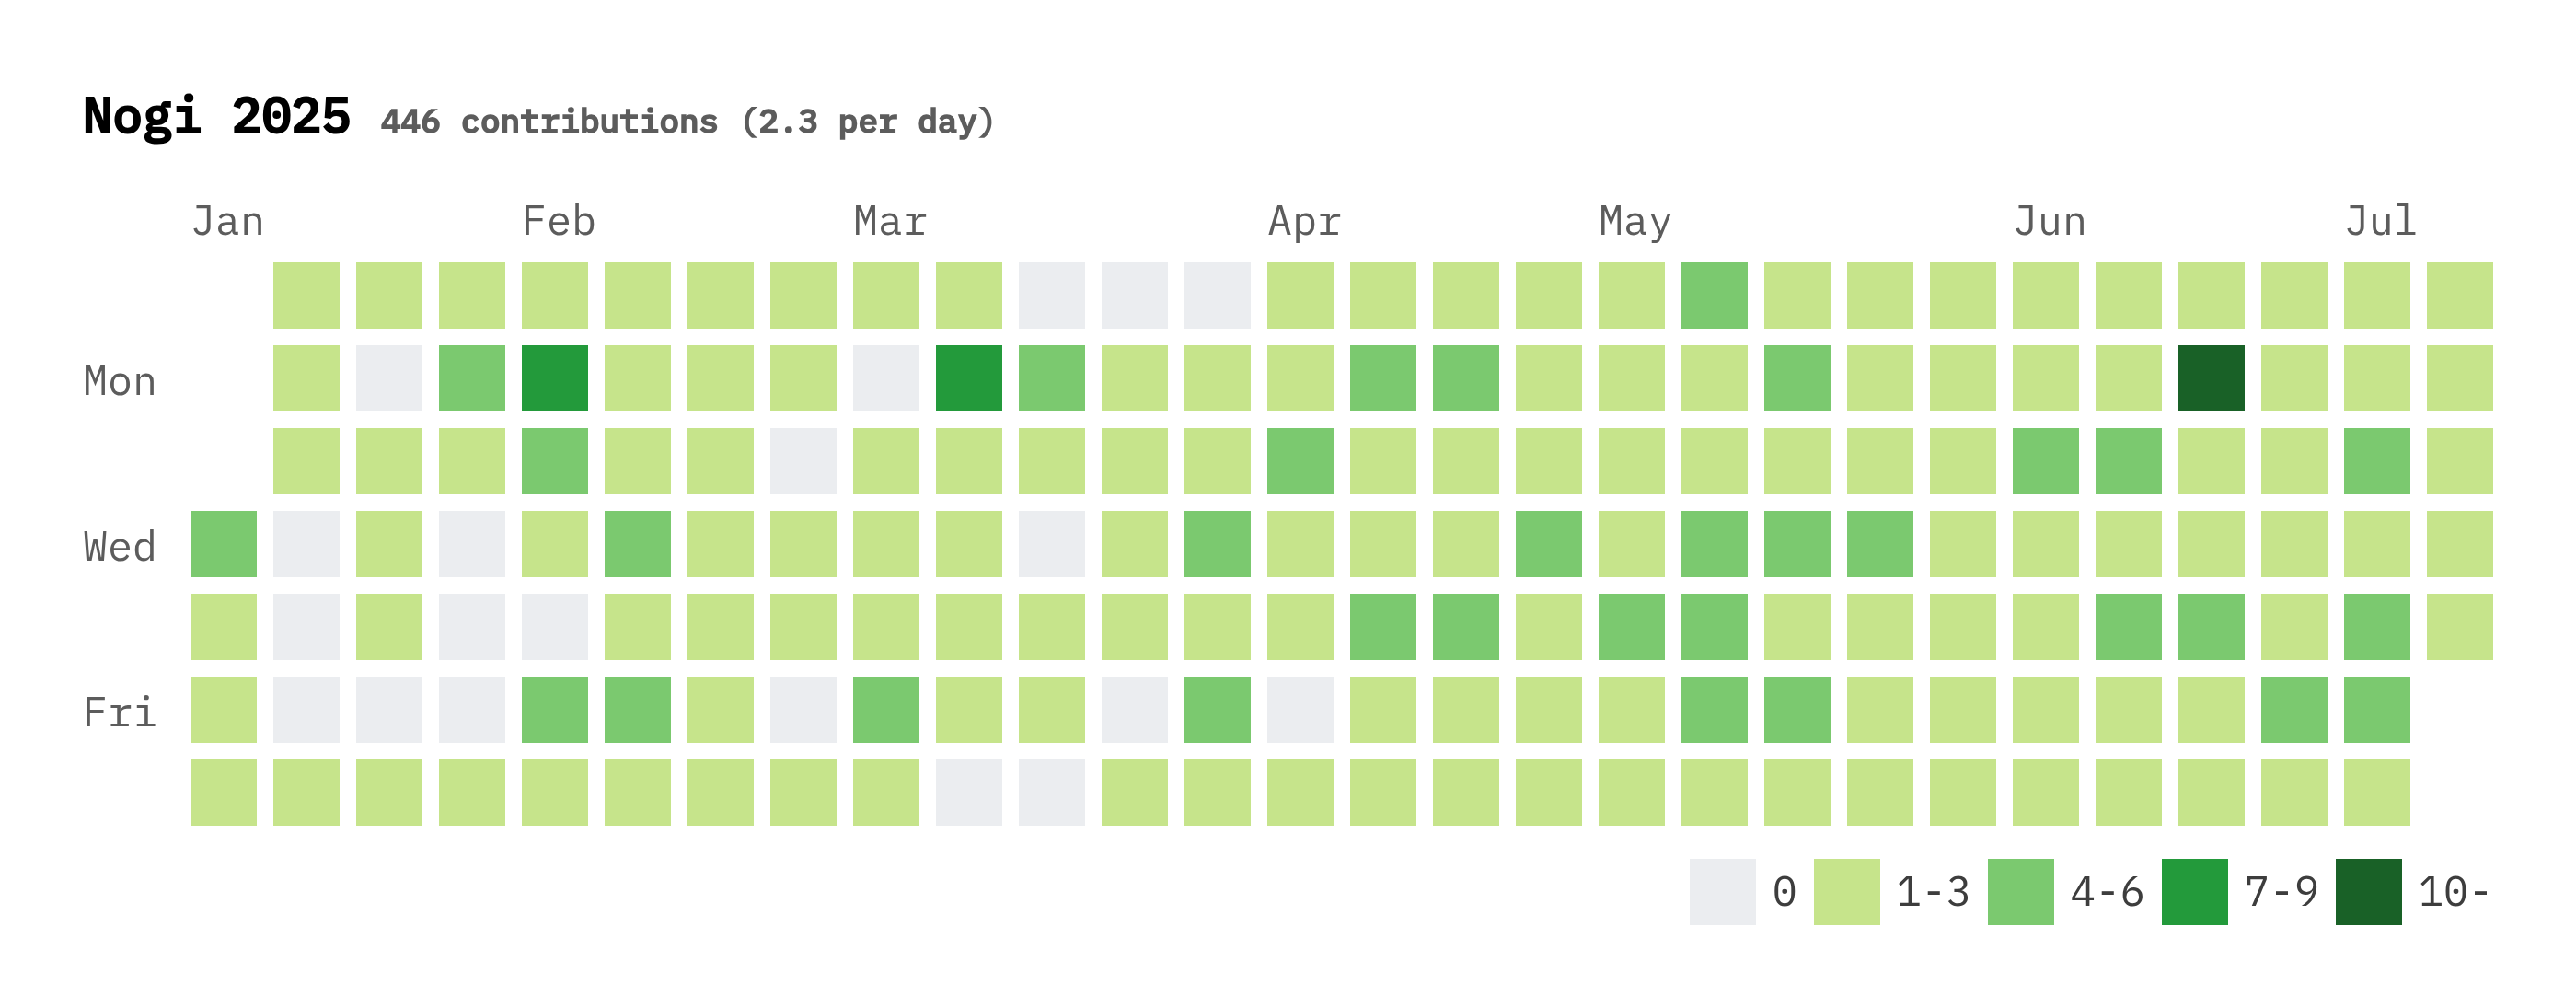 Nogi 2025 446 contributions (2.3 per day)
Jan Feb Mar Apr May Jun Jul
Mon
Wed
Fri
0 1-3 4-6 7-9 10-